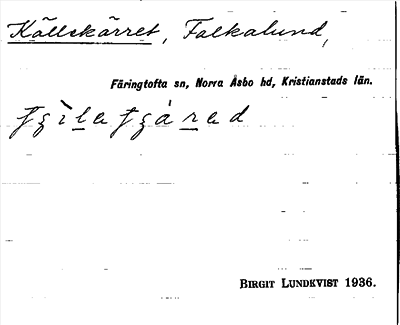 Källskärret, Falkalund,
Färingtofta sn, Norra Åsbo hd, Kristianstads län.
BIRGIT LUNDKVIST 1936.